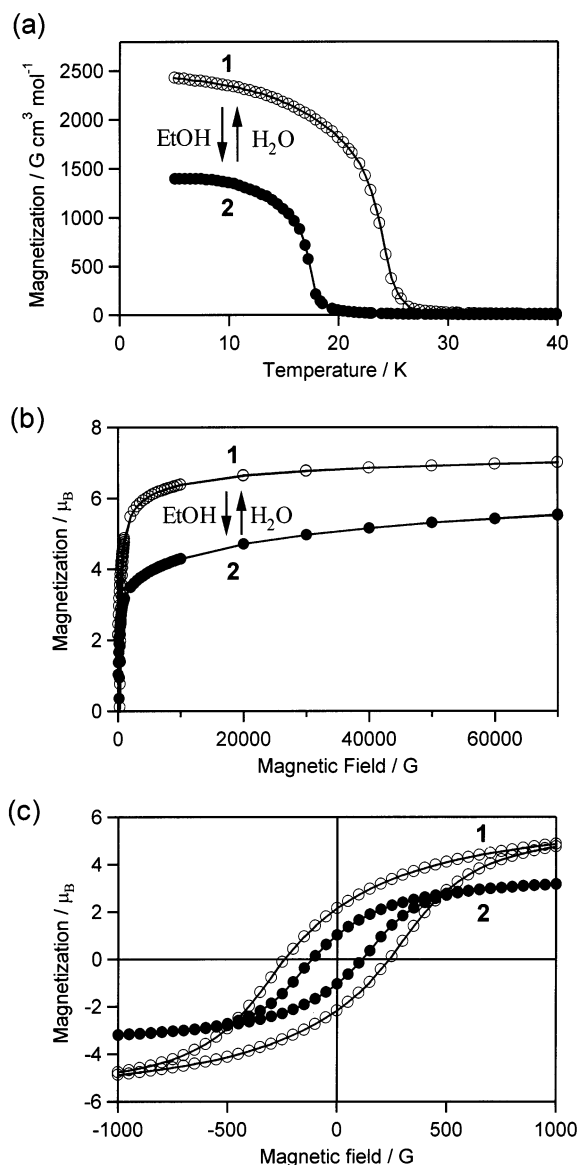 (a)
Magnetization / G cm³ mol⁻¹
2500
2000
1500
1000
500
0
1
EtOH
H₂O
2
0
10
20
30
40
Temperature / K
(b)
Magnetization / μB
8
6
4
2
0
1
EtOH
H₂O
2
0
20000
40000
60000
Magnetic Field / G
(c)
Magnetization / μB
6
4
2
0
-2
-4
-6
1
2
-1000
-500
0
500
1000
Magnetic field / G